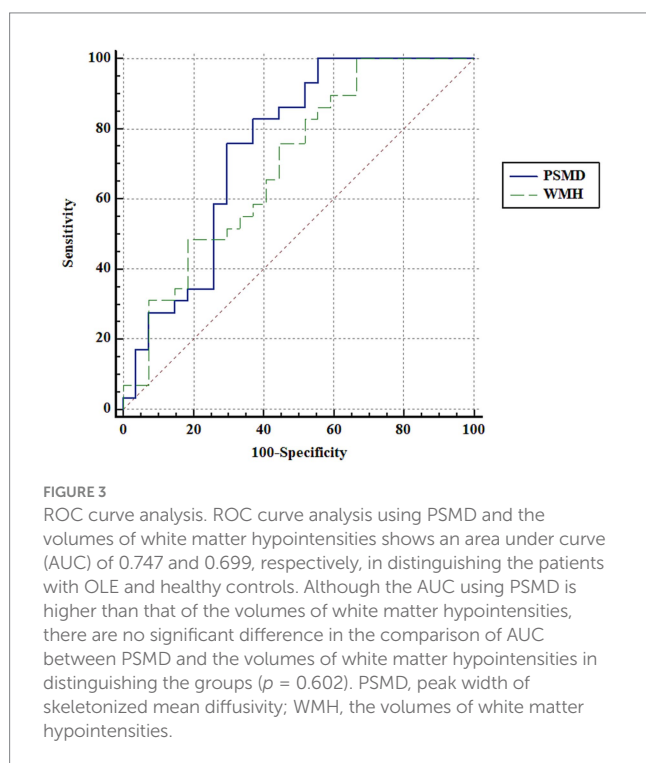 100
80
60
40
20
0
Sensitivity
0 20 40 60 80 100
100-Specificity
PSMD
WMH
FIGURE 3
ROC curve analysis. ROC curve analysis using PSMD and the
volumes of white matter hypointensities shows an area under curve
(AUC) of 0.747 and 0.699, respectively, in distinguishing the patients
with OLE and healthy controls. Although the AUC using PSMD is
higher than that of the volumes of white matter hypointensities,
there are no significant difference in the comparison of AUC
between PSMD and the volumes of white matter hypointensities in
distinguishing the groups (p = 0.602). PSMD, peak width of
skeletonized mean diffusivity; WMH, the volumes of white matter
hypointensities.